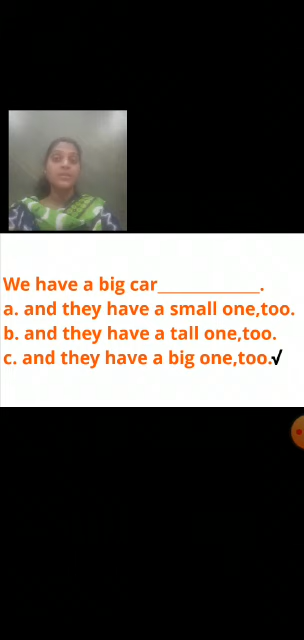 We have a big car_____________.
a. and they have a small one,too.
b. and they have a tall one,too.
c. and they have a big one,too.√